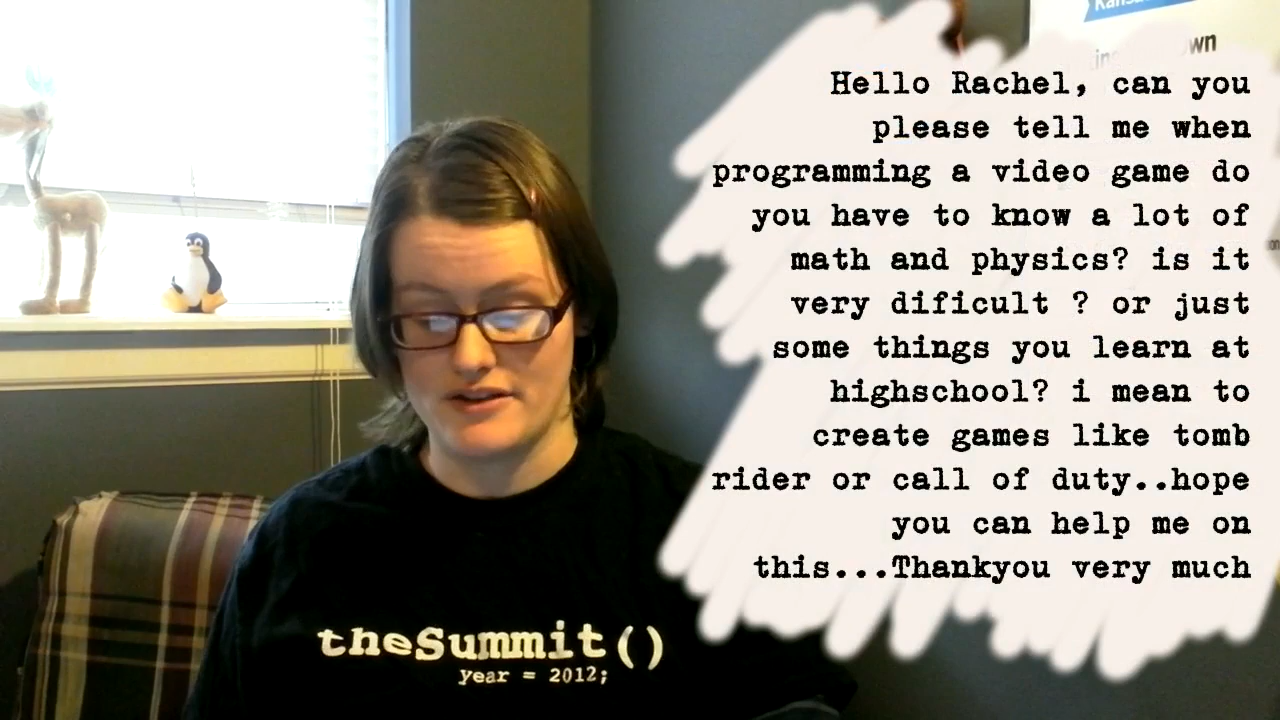 Kansas
wn
Hello Rachel, can you
please tell me when
programming a video game do
you have to know a lot of
math and physics? is it
very dificult ? or just
some things you learn at
highschool? i mean to
create games like tomb
rider or call of duty..hope
you can help me on
this...Thankyou very much
theSummit()
year = 2012;